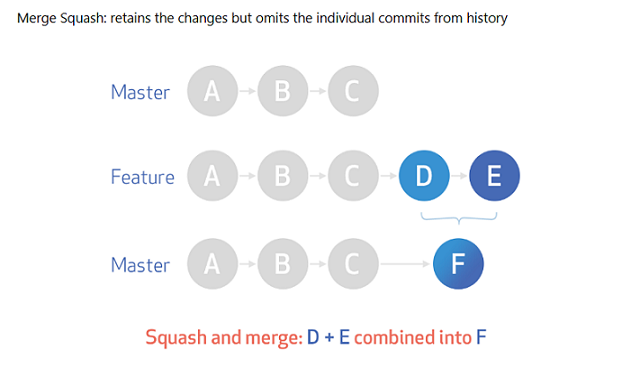 Merge Squash: retains the changes but omits the individual commits from history
Master A B C
Feature A B C D E
Master A B C F
Squash and merge: D + E combined into F